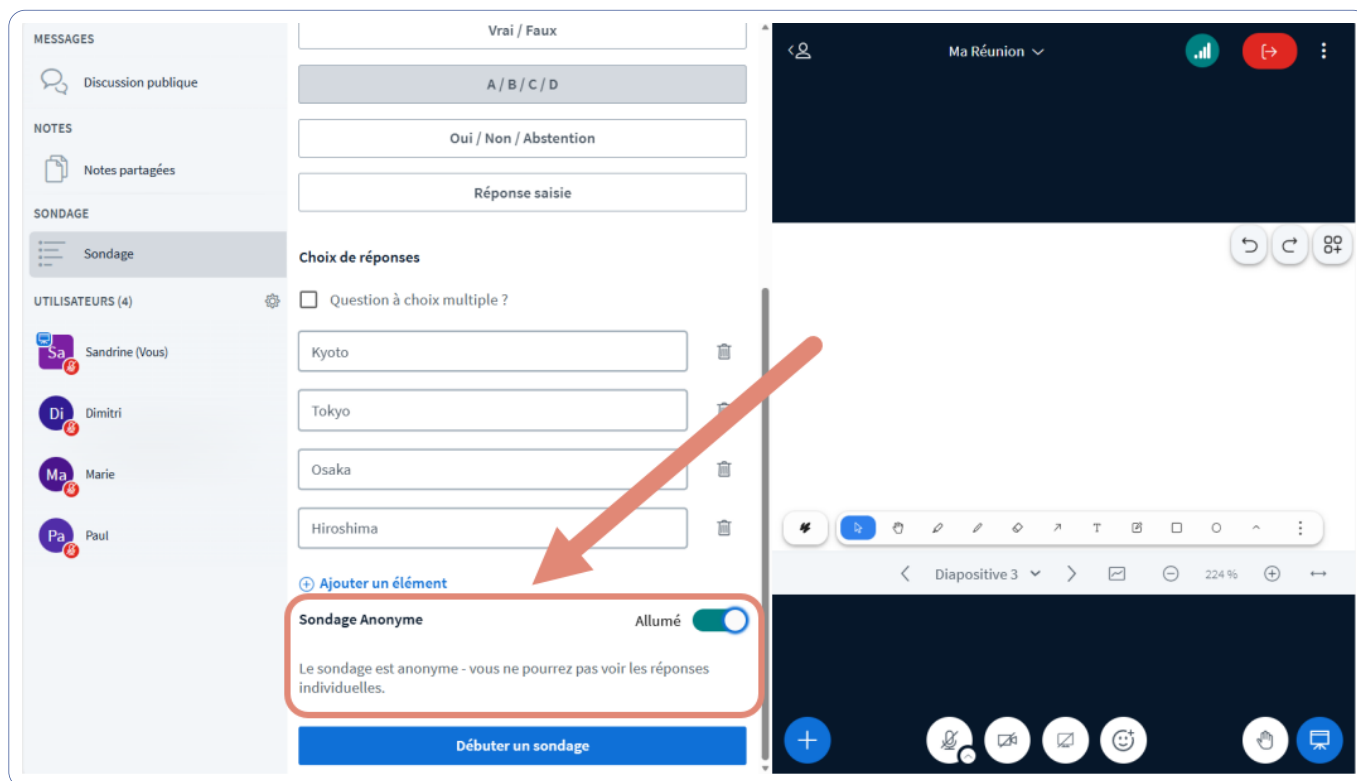 MESSAGES
Discussion publique
NOTES
Notes partagées
SONDAGE
Sondage
UTILISATEURS (4)
Sa
Sandrine (Vous)
Di
Dimitri
Ma
Marie
Pa
Paul
Vrai / Faux
A / B / C / D
Oui / Non / Abstention
Réponse saisie
Choix de réponses
Question à choix multiple ?
Kyoto
Tokyo
Osaka
Hiroshima
Ajouter un élément
Sondage Anonyme
Allumé
Le sondage est anonyme - vous ne pourrez pas voir les réponses
individuelles.
Débuter un sondage
Ma Réunion
T
Diapositive 3
224 %